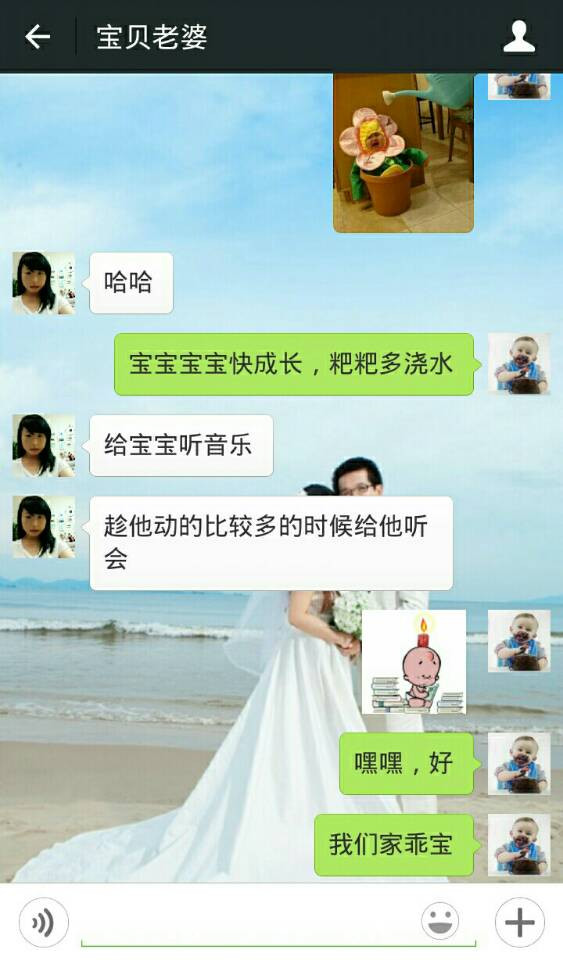 宝贝老婆
哈哈
宝宝宝宝快成长，粑粑多浇水
给宝宝听音乐
趁他动的比较多的时候给他听
会
嘿嘿，好
我们家乖宝